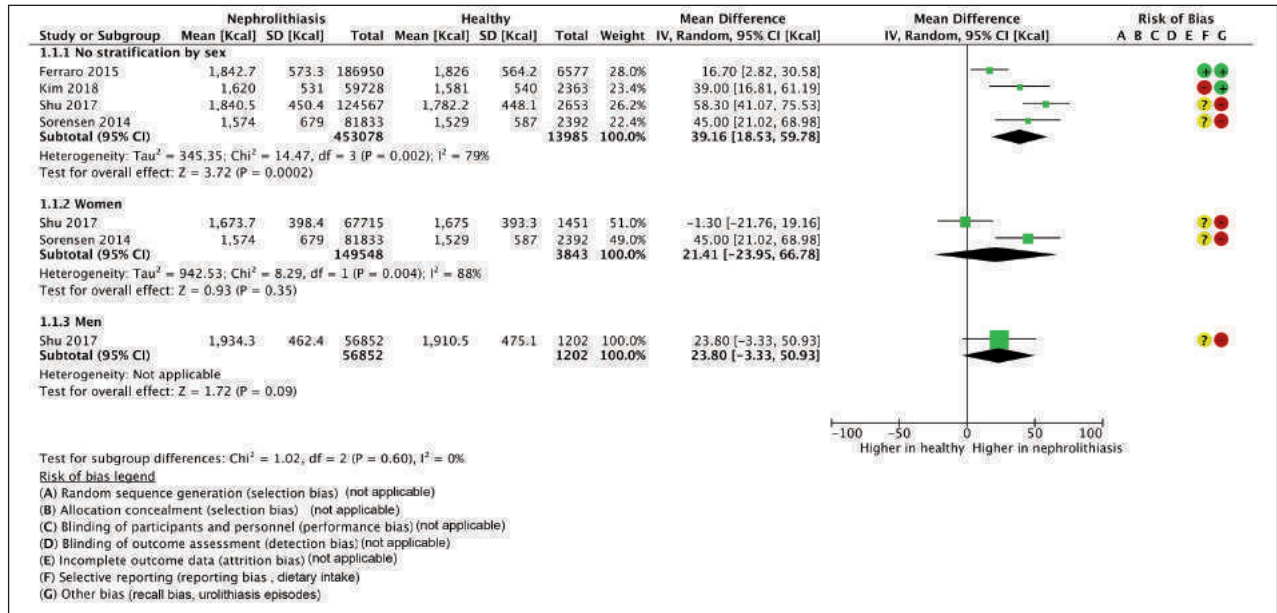 Nephrolithiasis Healthy Mean Difference Mean Difference Risk of Bias
Study or Subgroup Mean [Kcal] SD [Kcal] Total Mean [Kcal] SD [Kcal] Total Weight IV, Random, 95% CI [Kcal] IV, Random, 95% CI [Kcal] A B C D E F G
1.1.1 No stratification by sex
Ferraro 2015 1,842.7 573.3 186950 1,826 564.2 6577 28.0% 16.70 [2.82, 30.58] + +
Kim 2018 1,620 531 59728 1,581 540 2363 23.4% 39.00 [16.81, 61.19] - +
Shu 2017 1,840.5 450.4 124567 1,782.2 448.1 2653 26.2% 58.30 [41.07, 75.53] ? -
Sorensen 2014 1,574 679 81833 1,529 587 2392 22.4% 45.00 [21.02, 68.98] ? -
Subtotal (95% CI) 453078 13985 100.0% 39.16 [18.53, 59.78]
Heterogeneity: Tau² = 345.35; Chi² = 14.47, df = 3 (P = 0.002); I² = 79%
Test for overall effect: Z = 3.72 (P = 0.0002)
1.1.2 Women
Shu 2017 1,673.7 398.4 67715 1,675 393.3 1451 51.0% -1.30 [-21.76, 19.16] ? -
Sorensen 2014 1,574 679 81833 1,529 587 2392 49.0% 45.00 [21.02, 68.98] ? -
Subtotal (95% CI) 149548 3843 100.0% 21.41 [-23.95, 66.78]
Heterogeneity: Tau² = 942.53; Chi² = 8.29, df = 1 (P = 0.004); I² = 88%
Test for overall effect: Z = 0.93 (P = 0.35)
1.1.3 Men
Shu 2017 1,934.3 462.4 56852 1,910.5 475.1 1202 100.0% 23.80 [-3.33, 50.93] ? -
Subtotal (95% CI) 56852 1202 100.0% 23.80 [-3.33, 50.93]
Heterogeneity: Not applicable
Test for overall effect: Z = 1.72 (P = 0.09)
-100 -50 0 50 100
Higher in healthy Higher in nephrolithiasis
Test for subgroup differences: Chi² = 1.02, df = 2 (P = 0.60), I² = 0%
Risk of bias legend
(A) Random sequence generation (selection bias) (not applicable)
(B) Allocation concealment (selection bias) (not applicable)
(C) Blinding of participants and personnel (performance bias) (not applicable)
(D) Blinding of outcome assessment (detection bias) (not applicable)
(E) Incomplete outcome data (attrition bias) (not applicable)
(F) Selective reporting (reporting bias , dietary intake)
(G) Other bias (recall bias, urolithiasis episodes)